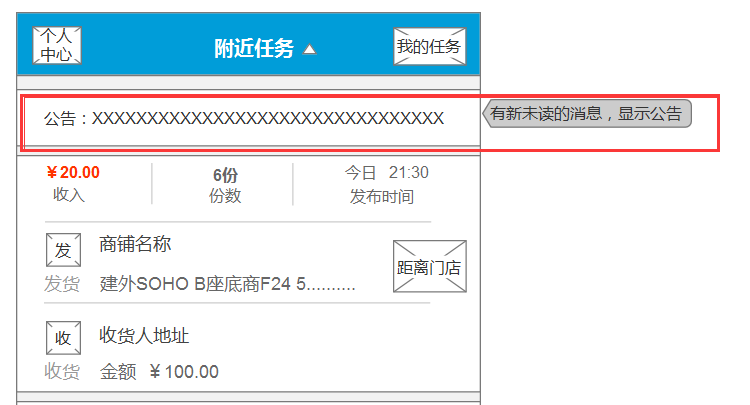 个人
中心
附近任务
我的任务
公告：XXXXXXXXXXXXXXXXXXXXXXXXXXXXXXXX
有新未读的消息，显示公告
￥20.00 6份 今日 21:30
收入 份数 发布时间
发 商铺名称
发货 建外SOHO B座底商F24 5..........
距离门店
收 收货人地址
收货 金额 ￥100.00